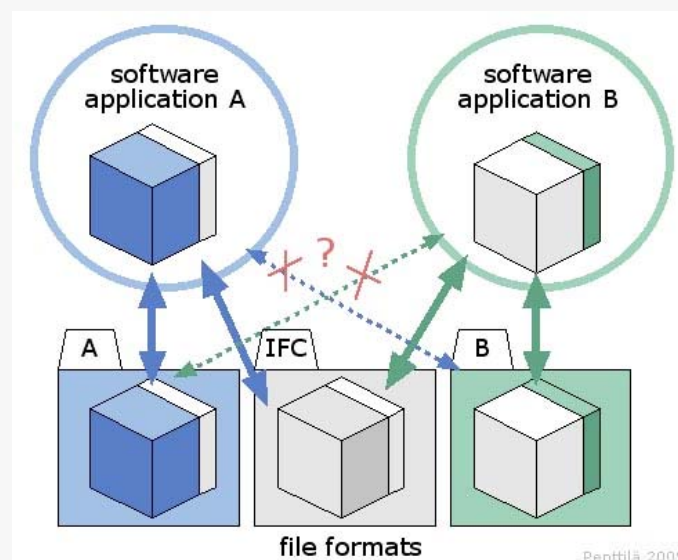 software
application A
software
application B
?
A
IFC
B
file formats